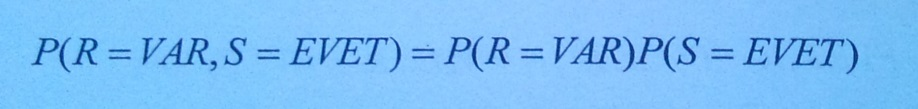 P(R = VAR, S = EVET) = P(R = VAR)P(S = EVET)